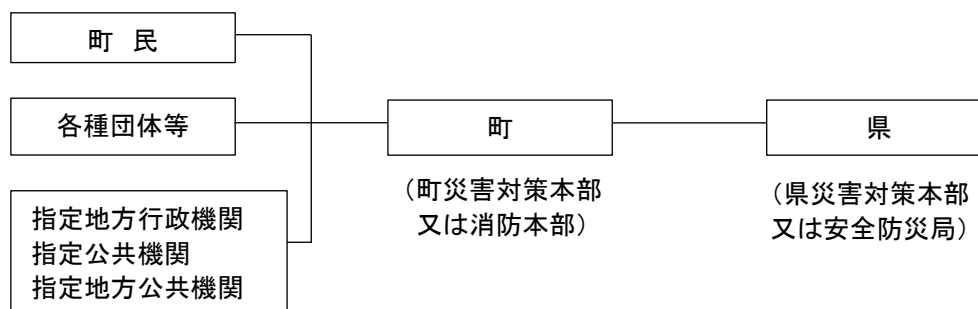 町 民
各種団体等
町
県
（町災害対策本部
又は消防本部）
（県災害対策本部
又は安全防災局）
指定地方行政機関
指定公共機関
指定地方公共機関